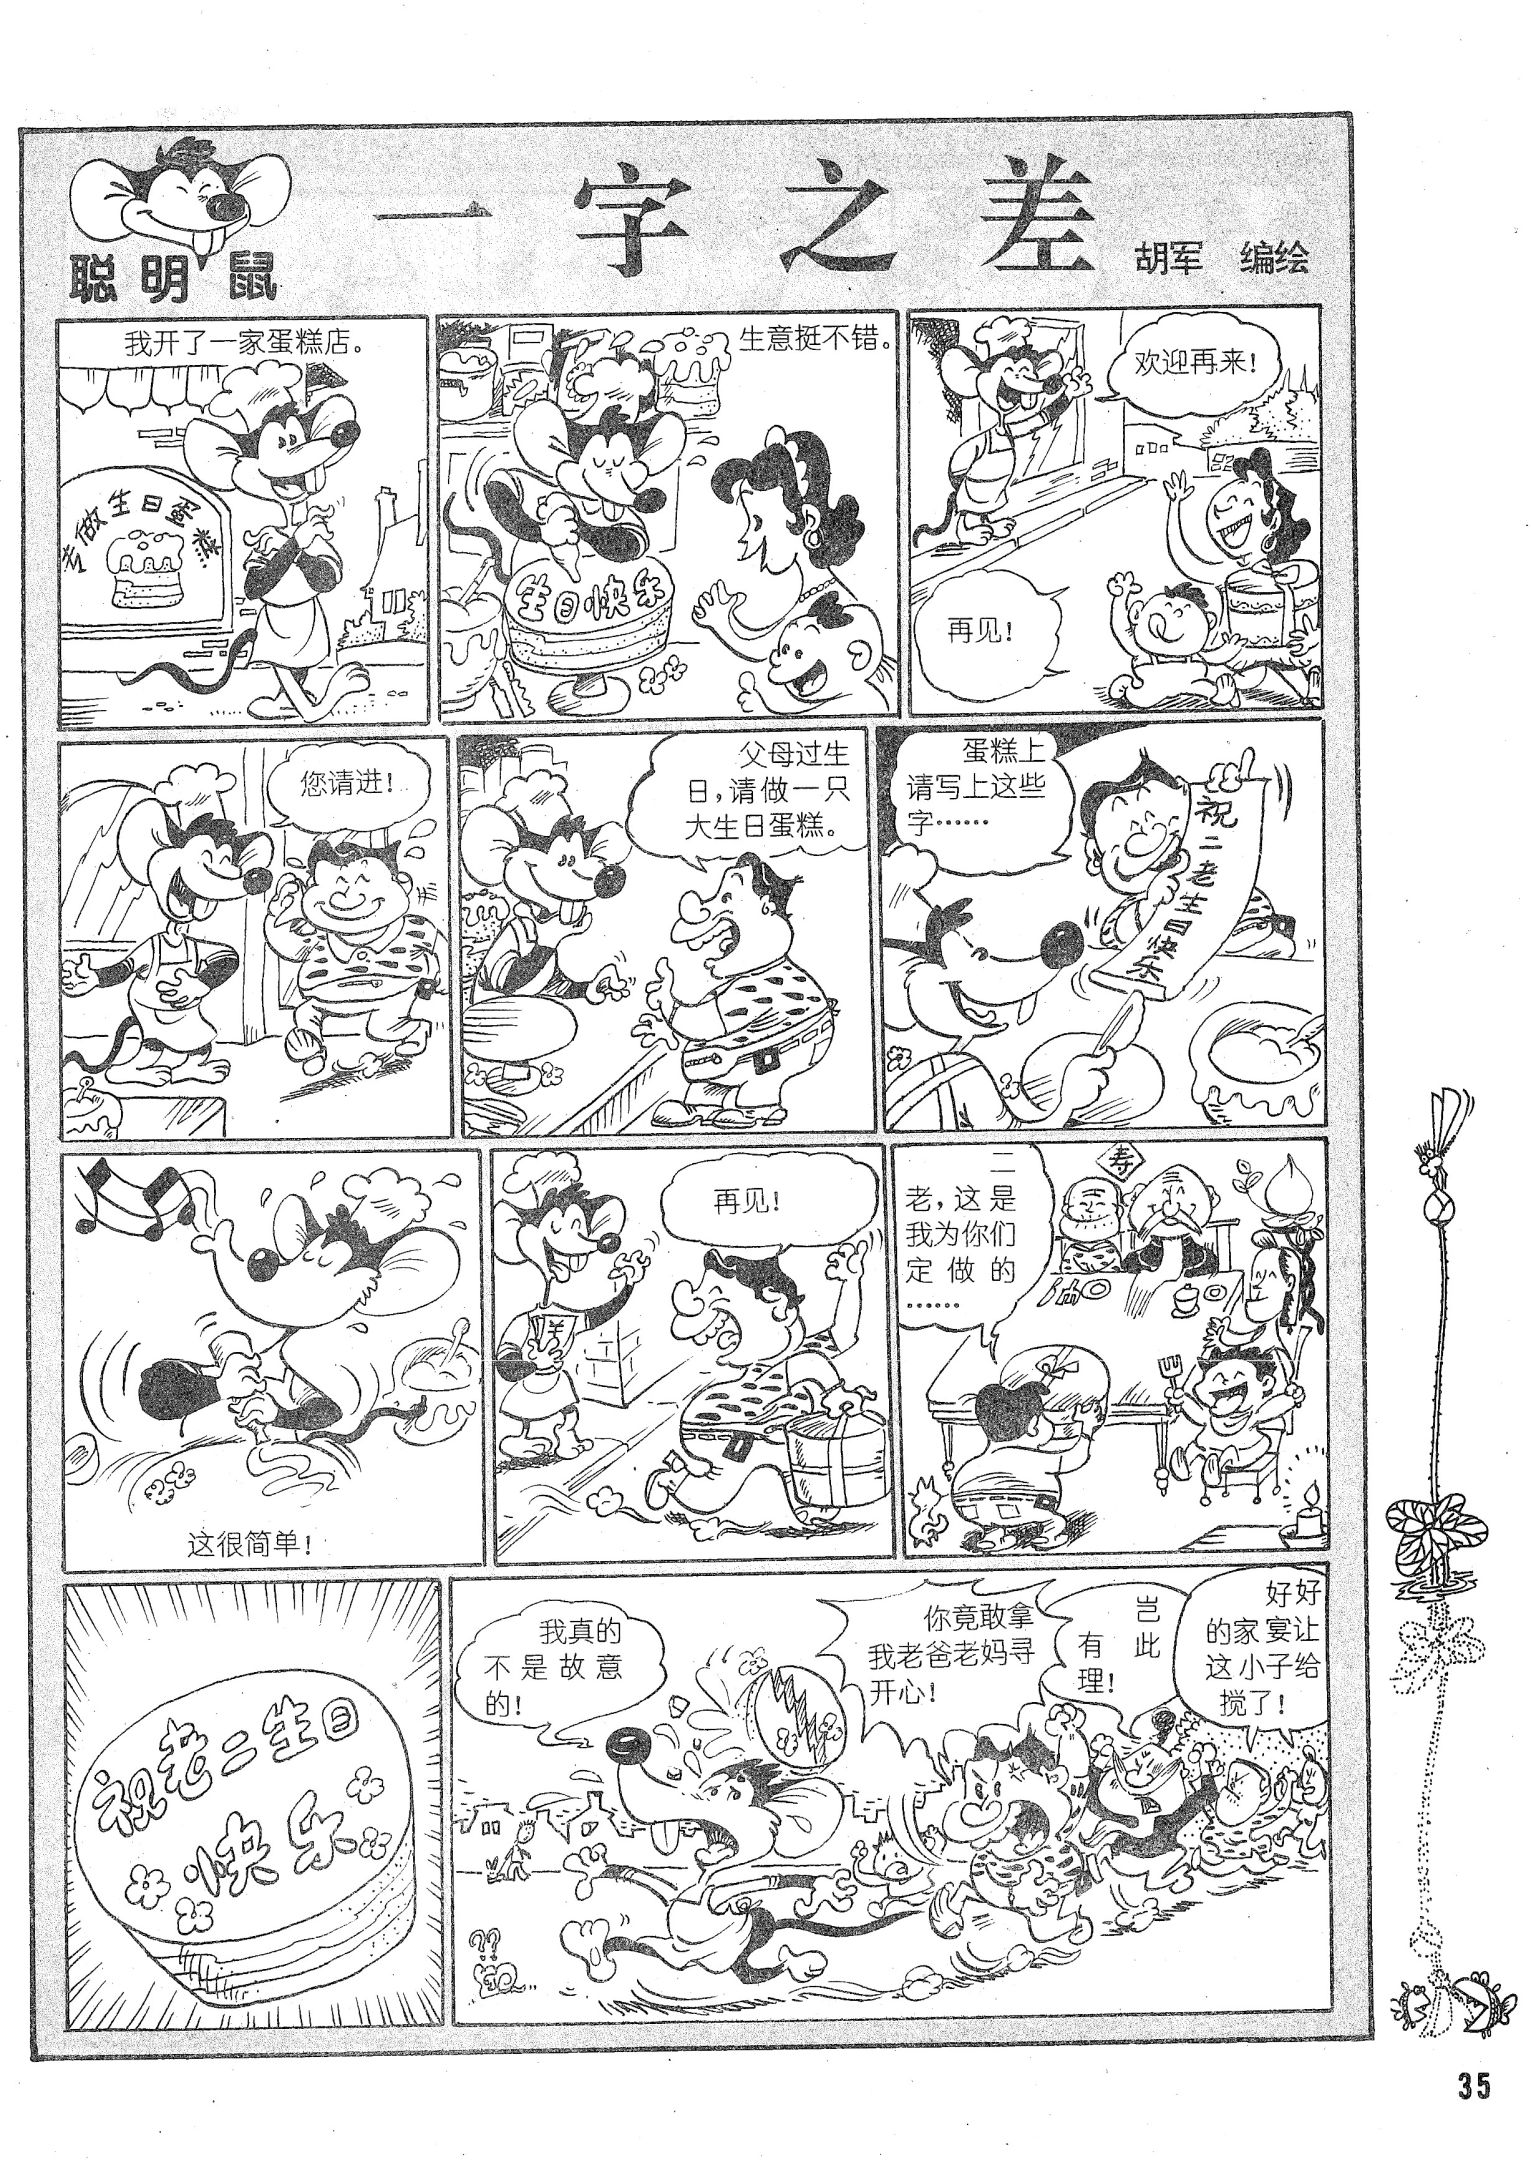 聪明鼠
一字之差
胡军 编绘
我开了一家蛋糕店。
做生日蛋糕……
生意挺不错。
生日快乐
欢迎再来!
再见!
您请进!
父母过生
日,请做一只
大生日蛋糕。
蛋糕上
请写上这些
字……
祝二老生日快乐
这很简单!
再见!
羊
二
老,这是
我为你们
定做的
……
寿
祝老二生日
快乐
我真的
不是故意
的!
你竟敢拿
我老爸老妈寻
开心!
岂此
有理!
好好
的家宴让
这小子给
搅了!
??
35